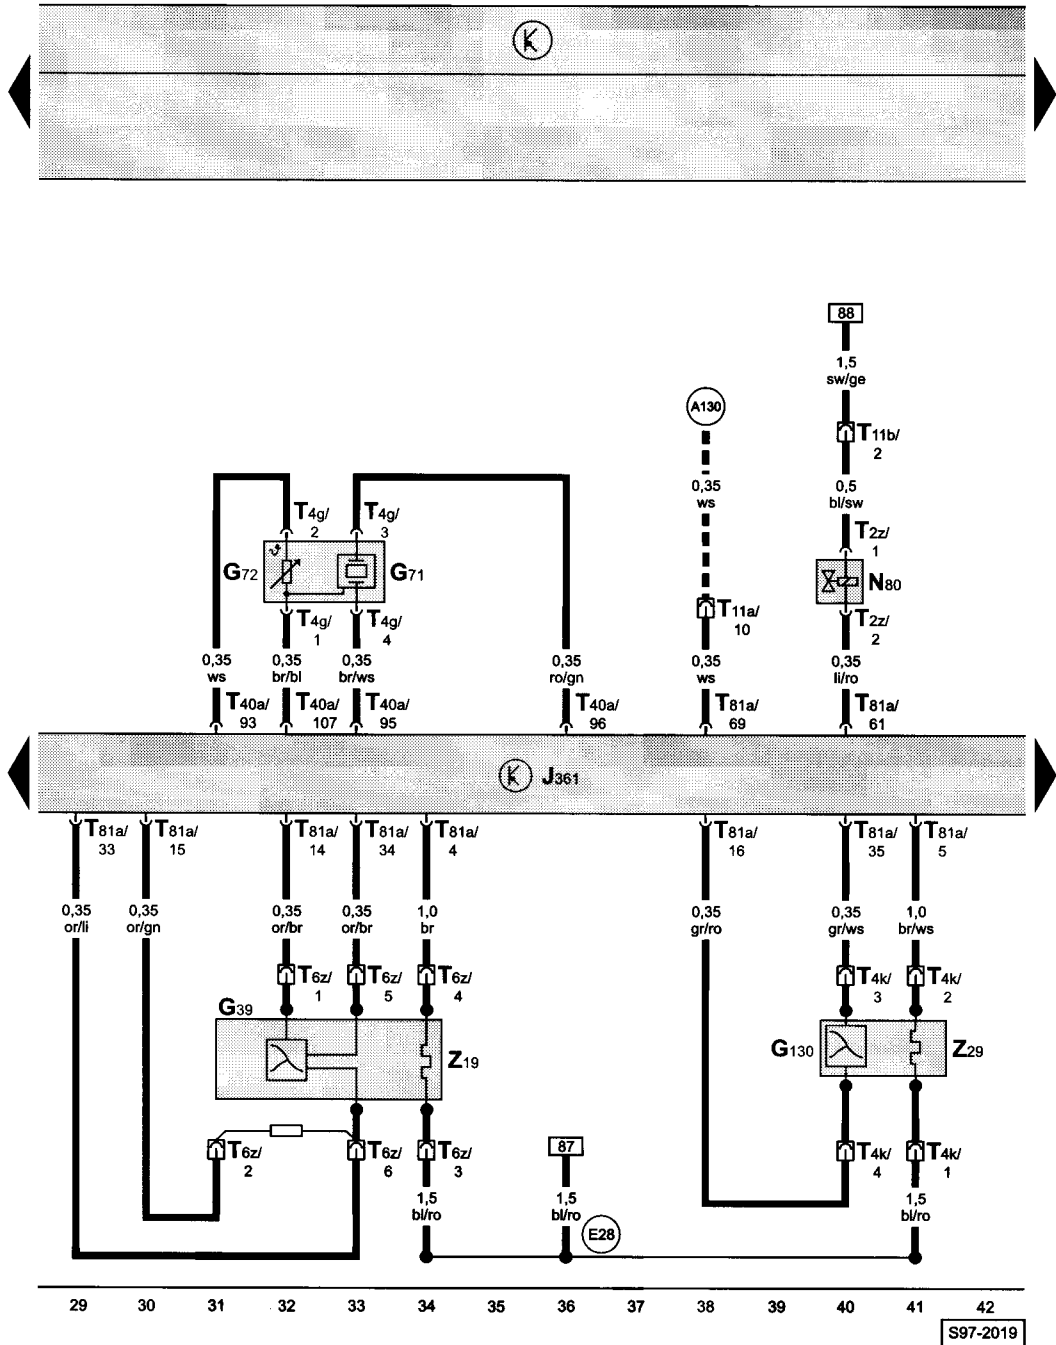 88
1,5
sw/ge
A130
T11b/
2
0,35
ws
0,5
bl/sw
T4g/
2
T4g/
3
T2z/
1
G72
G71
N80
T4g/
1
T4g/
4
T11a/
10
T2z/
2
0,35
ws
0,35
br/bl
0,35
br/ws
0,35
ro/gn
0,35
ws
0,35
li/ro
T40a/
93
T40a/
107
T40a/
95
T40a/
96
T81a/
69
T81a/
61
J361
T81a/
33
T81a/
15
T81a/
14
T81a/
34
T81a/
4
T81a/
16
T81a/
35
T81a/
5
0,35
or/li
0,35
or/gn
0,35
or/br
0,35
or/br
1,0
br
0,35
gr/ro
0,35
gr/ws
1,0
br/ws
T6z/
1
T6z/
5
T6z/
4
T4k/
3
T4k/
2
G39
Z19
G130
Z29
T6z/
2
T6z/
6
T6z/
3
87
T4k/
4
T4k/
1
1,5
bl/ro
1,5
bl/ro
E28
1,5
bl/ro
29 30 31 32 33 34 35 36 37 38 39 40 41 42
S97-2019